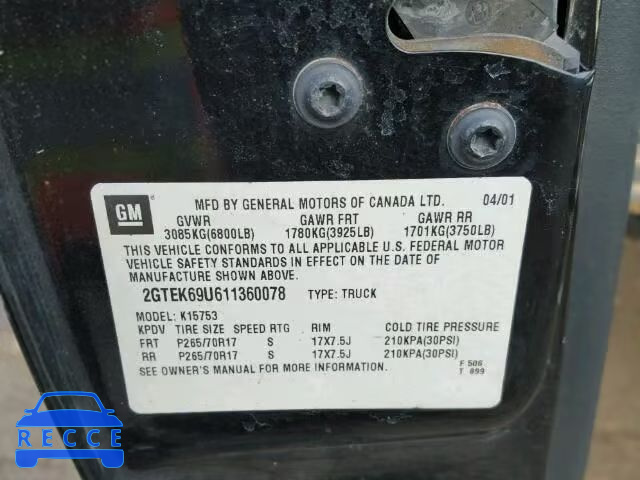 GM MFD BY GENERAL MOTORS OF CANADA LTD. 04/01
GVWR GAWR FRT GAWR RR
3085KG(6800LB) 1780KG(3925LB) 1701KG(3750LB)
THIS VEHICLE CONFORMS TO ALL APPLICABLE U.S. FEDERAL MOTOR
VEHICLE SAFETY STANDARDS IN EFFECT ON THE DATE OF
MANUFACTURE SHOWN ABOVE.
2GTEK69U611360078 TYPE: TRUCK
MODEL: K15753
KPDV TIRE SIZE SPEED RTG RIM COLD TIRE PRESSURE
FRT P265/70R17 S 17X7.5J 210KPA(30PSI)
RR P265/70R17 S 17X7.5J 210KPA(30PSI)
SEE OWNER'S MANUAL FOR MORE INFORMATION.
F 506
T 099
RECCE